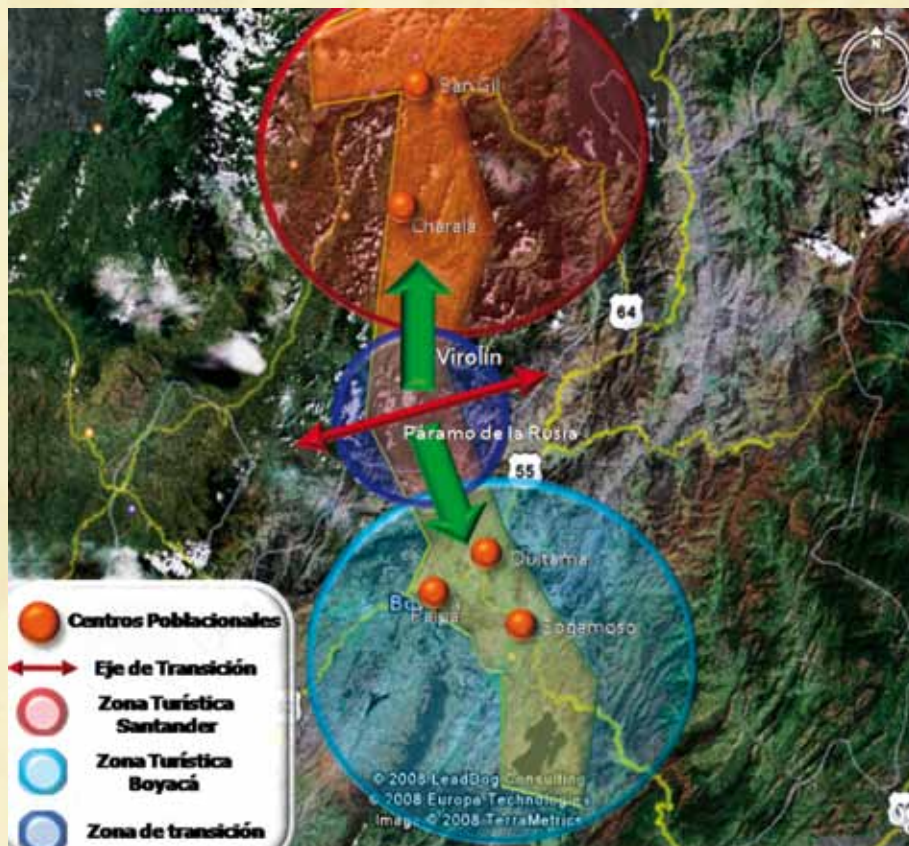 N
San Gil
Charala
64
Virolín
Páramo de la Rusia
55
Duitama
Paipa
Sogamoso
Centros Poblacionales
Eje de Transición
Zona Turística
Santander
Zona Turística
Boyacá
Zona de transición
© 2008 LeadDog Consulting
© 2008 Europa Technologies
Image © 2008 TerraMetrics